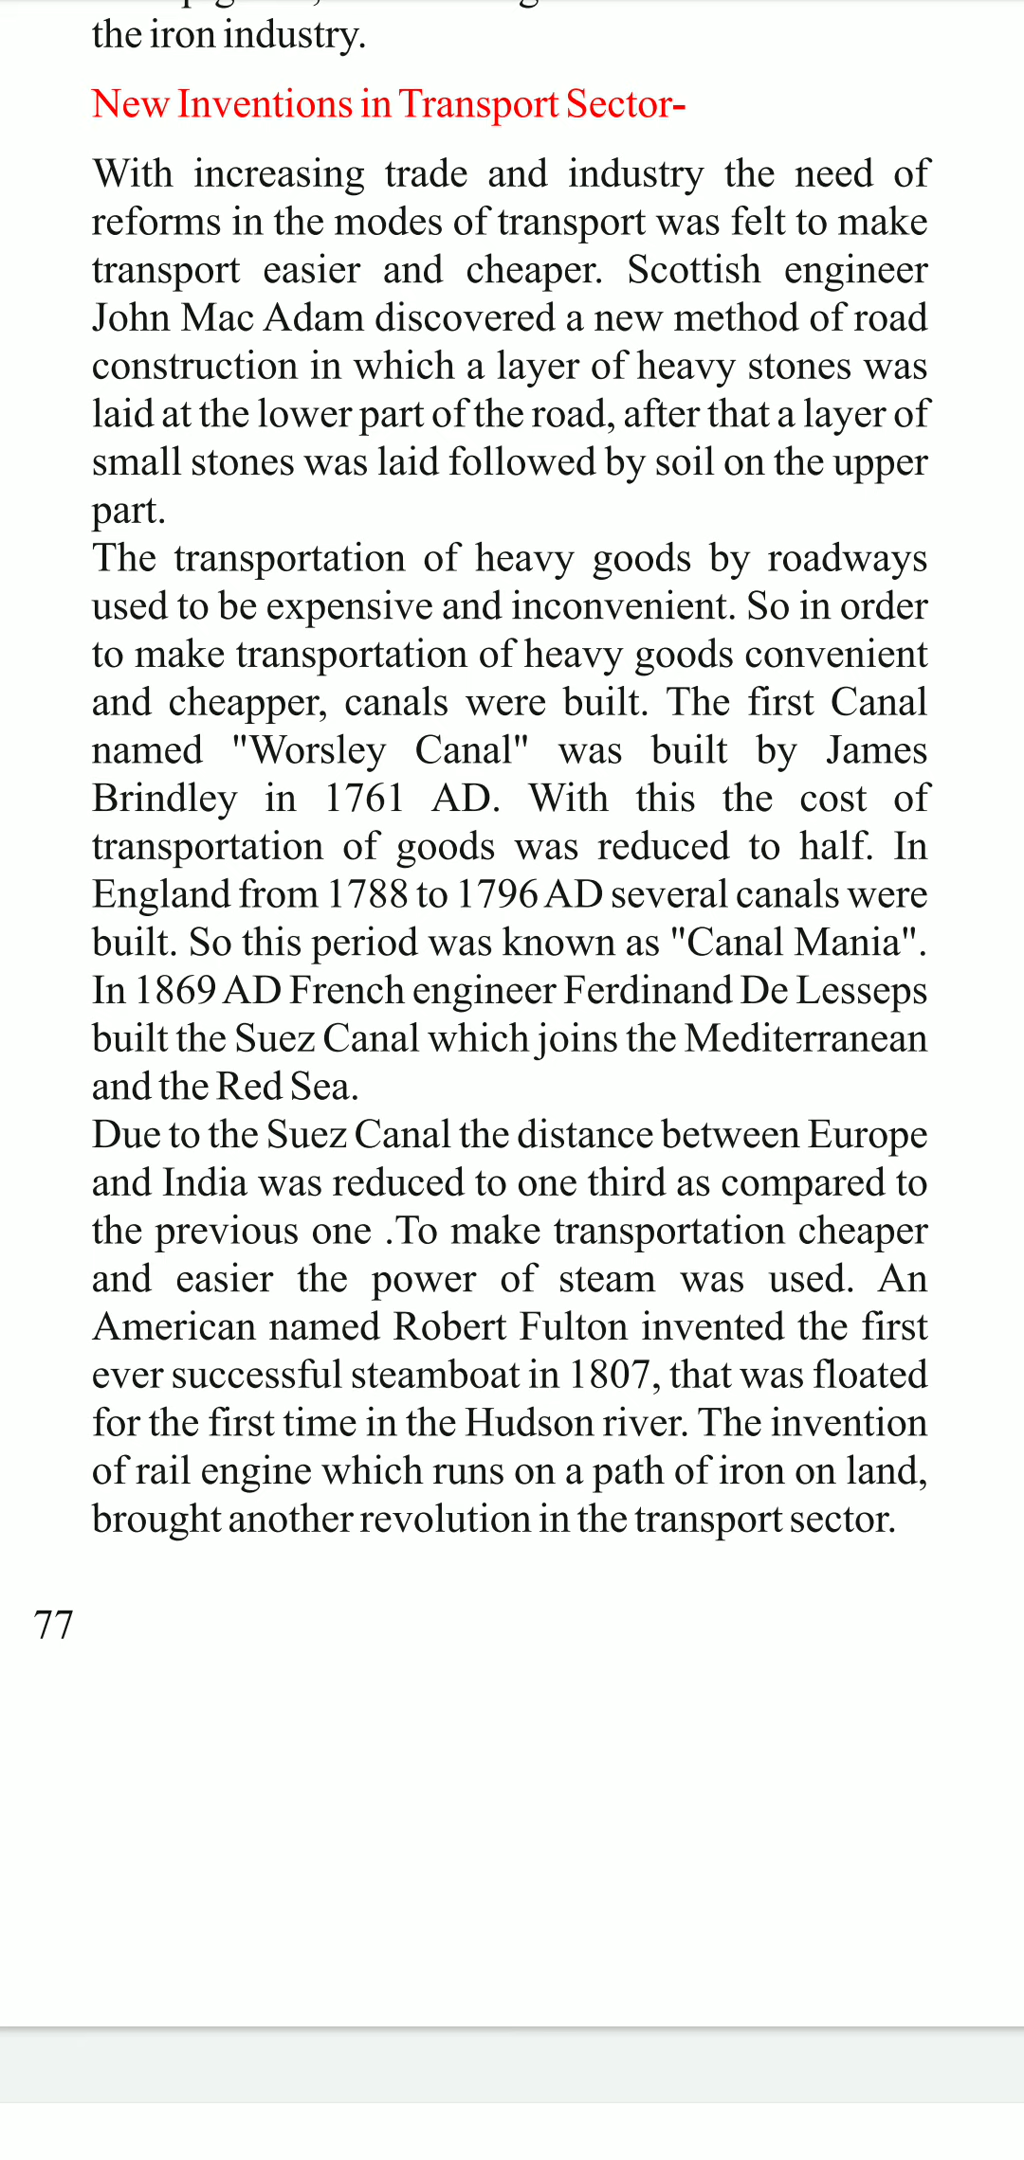 the iron industry.
New Inventions in Transport Sector-
With increasing trade and industry the need of
reforms in the modes of transport was felt to make
transport easier and cheaper. Scottish engineer
John Mac Adam discovered a new method of road
construction in which a layer of heavy stones was
laid at the lower part of the road, after that a layer of
small stones was laid followed by soil on the upper
part.
The transportation of heavy goods by roadways
used to be expensive and inconvenient. So in order
to make transportation of heavy goods convenient
and cheapper, canals were built. The first Canal
named "Worsley Canal" was built by James
Brindley in 1761 AD. With this the cost of
transportation of goods was reduced to half. In
England from 1788 to 1796 AD several canals were
built. So this period was known as "Canal Mania".
In 1869 AD French engineer Ferdinand De Lesseps
built the Suez Canal which joins the Mediterranean
and the Red Sea.
Due to the Suez Canal the distance between Europe
and India was reduced to one third as compared to
the previous one .To make transportation cheaper
and easier the power of steam was used. An
American named Robert Fulton invented the first
ever successful steamboat in 1807, that was floated
for the first time in the Hudson river. The invention
of rail engine which runs on a path of iron on land,
brought another revolution in the transport sector.
77